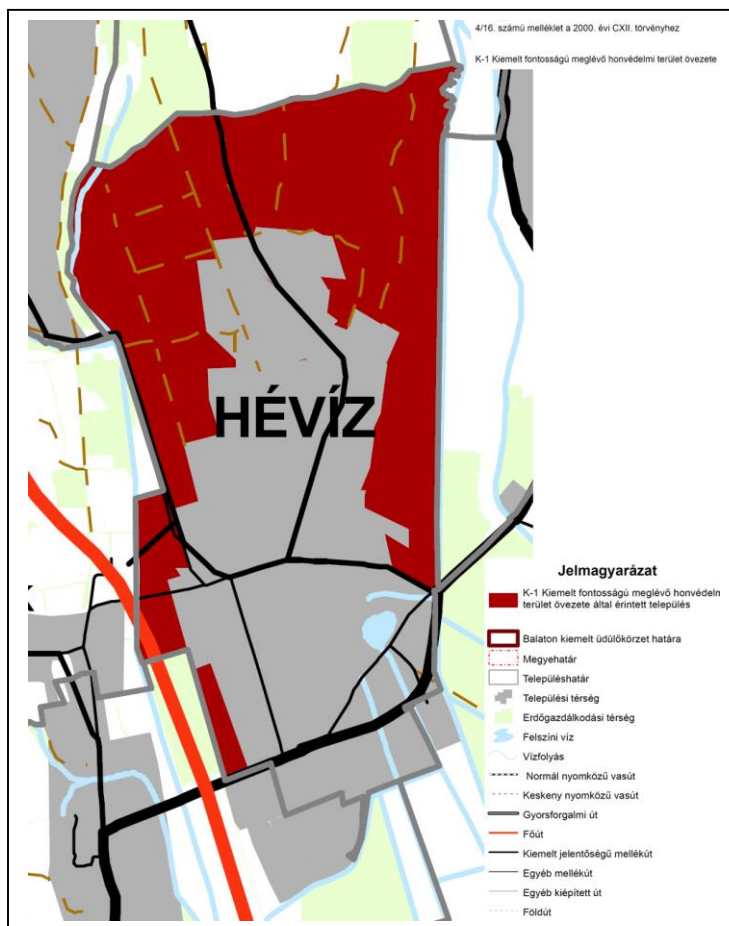 4/16. számú melléklet a 2000. évi CXII. törvényhez
K-1 Kiemelt fontosságú meglévő honvédelmi terület övezete
HÉVÍZ
Jelmagyarázat
K-1 Kiemelt fontosságú meglévő honvédeln
terület övezete által érintett település
Balaton kiemelt üdülőkörzet határa
Megyehatár
Településhatár
Települési térség
Erdőgazdálkodási térség
Felszíni víz
Vízfolyás
Normál nyomközű vasút
Keskeny nyomközű vasút
Gyorsforgalmi út
Főút
Kiemelt jelentőségű mellékút
Egyéb mellékút
Egyéb kiépített út
Földút